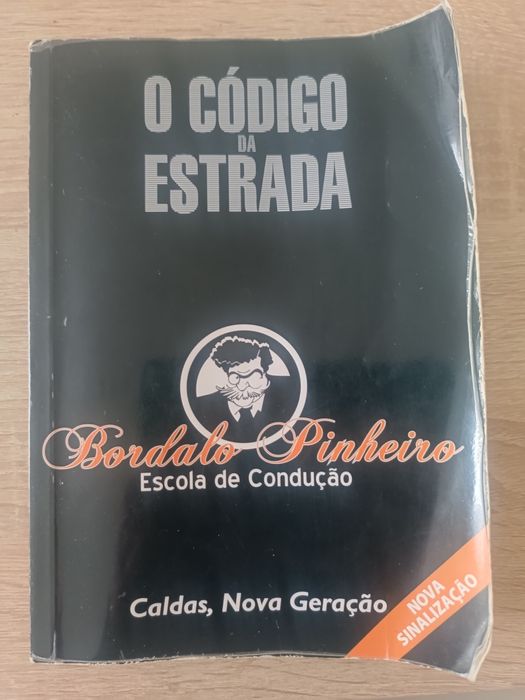 O CÓDIGO
DA
ESTRADA
Bordalo Pinheiro
Escola de Condução
Caldas, Nova Geração
NOVA
SINALIZAÇÃO